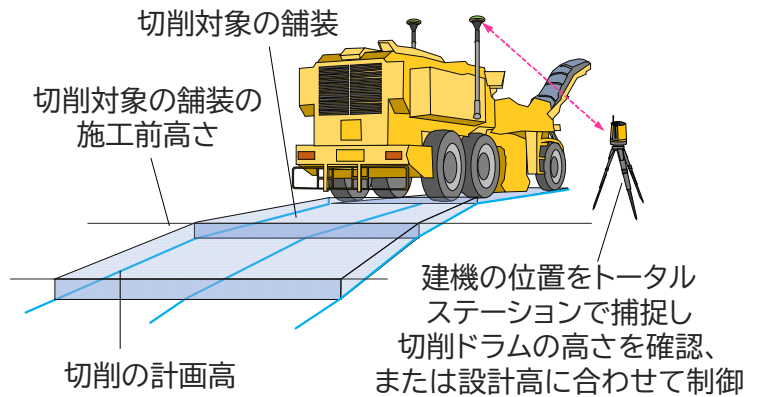 切削対象の舗装
切削対象の舗装の
施工前高さ
建機の位置をトータル
ステーションで捕捉し
切削ドラムの高さを確認、
または設計高に合わせて制御
切削の計画高